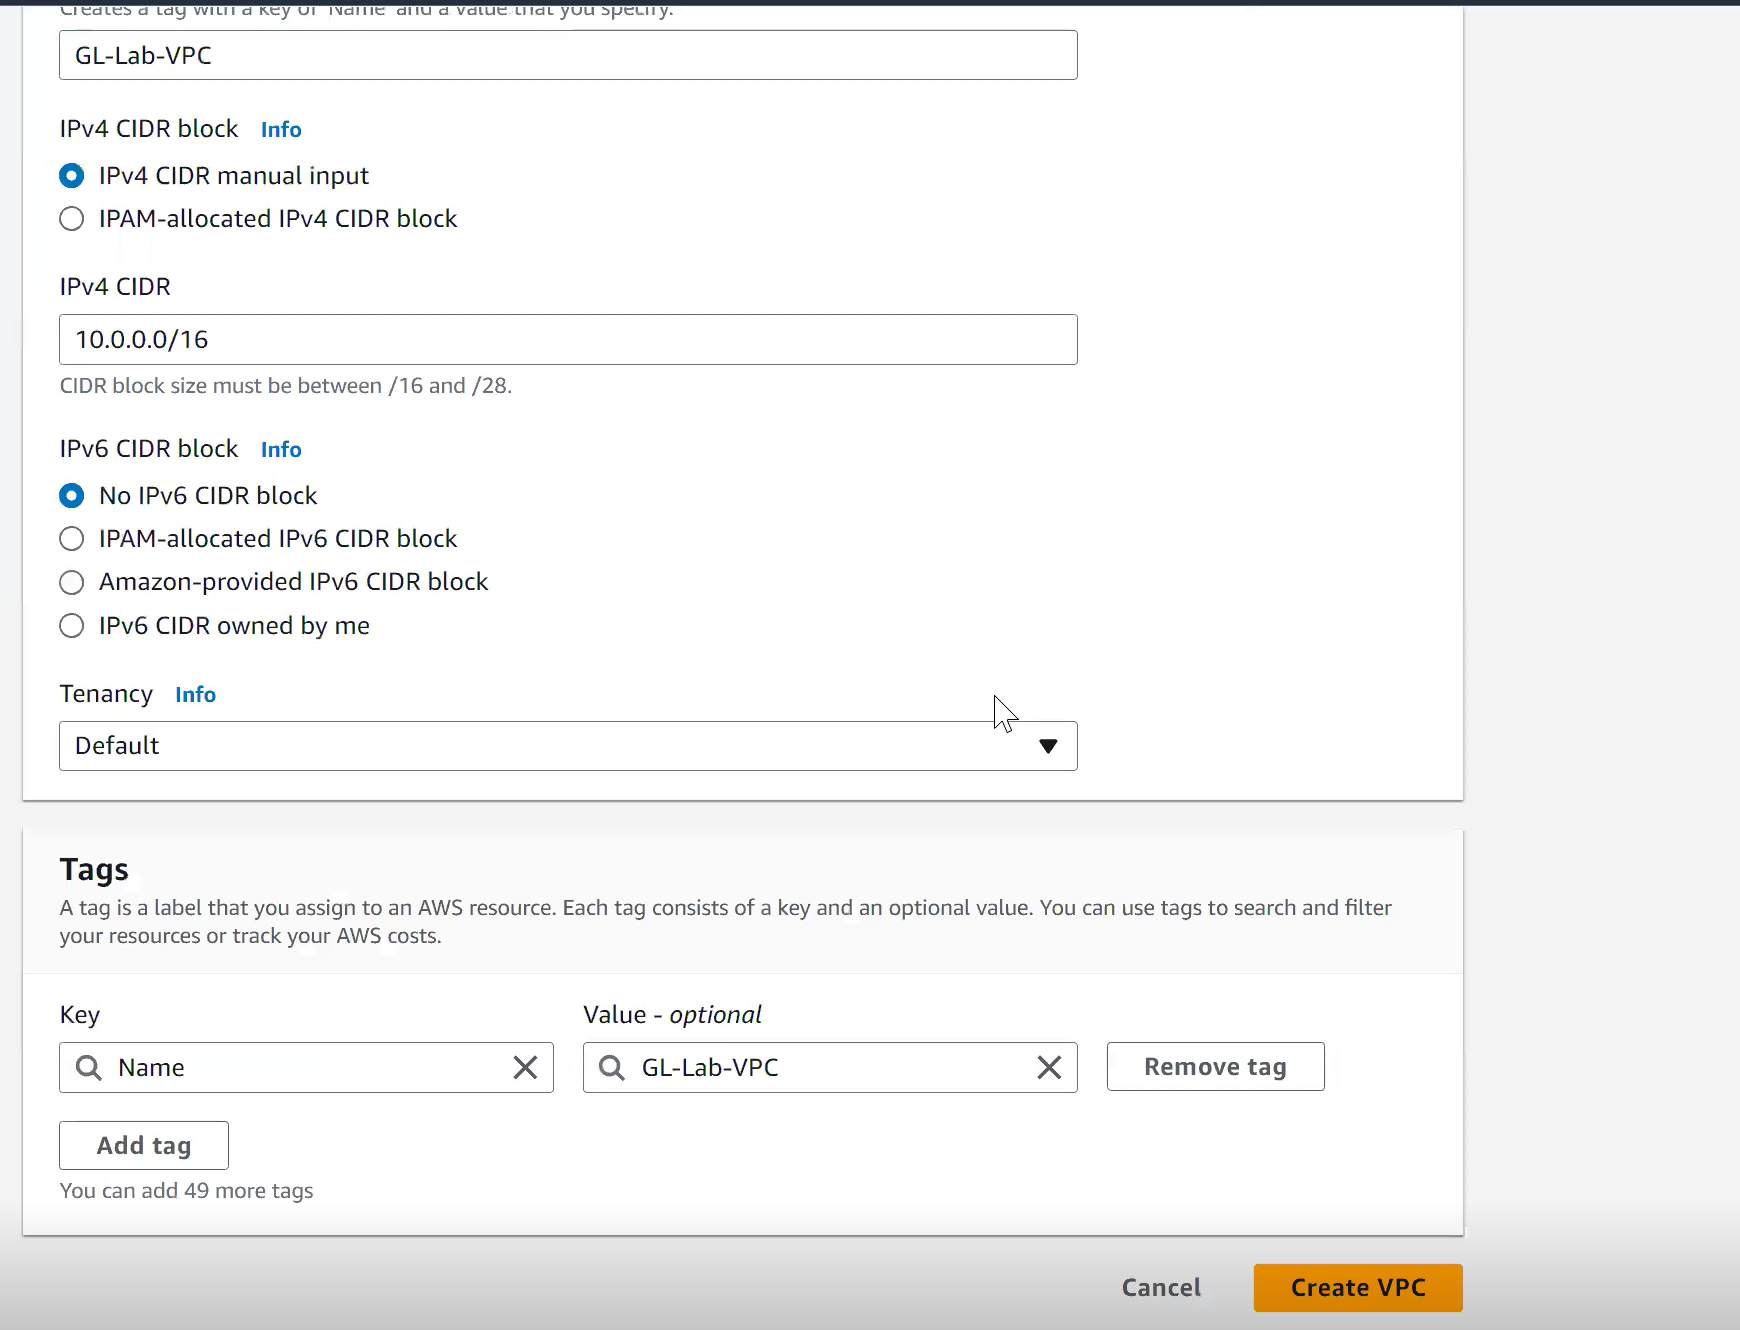 Creates a tag with a key of 'Name' and a value that you specify.
GL-Lab-VPC
IPv4 CIDR block Info
IPv4 CIDR manual input
IPAM-allocated IPv4 CIDR block
IPv4 CIDR
10.0.0.0/16
CIDR block size must be between /16 and /28.
IPv6 CIDR block Info
No IPv6 CIDR block
IPAM-allocated IPv6 CIDR block
Amazon-provided IPv6 CIDR block
IPv6 CIDR owned by me
Tenancy Info
Default
Tags
A tag is a label that you assign to an AWS resource. Each tag consists of a key and an optional value. You can use tags to search and filter
your resources or track your AWS costs.
Key Value - optional
Name GL-Lab-VPC Remove tag
Add tag
You can add 49 more tags
Cancel Create VPC